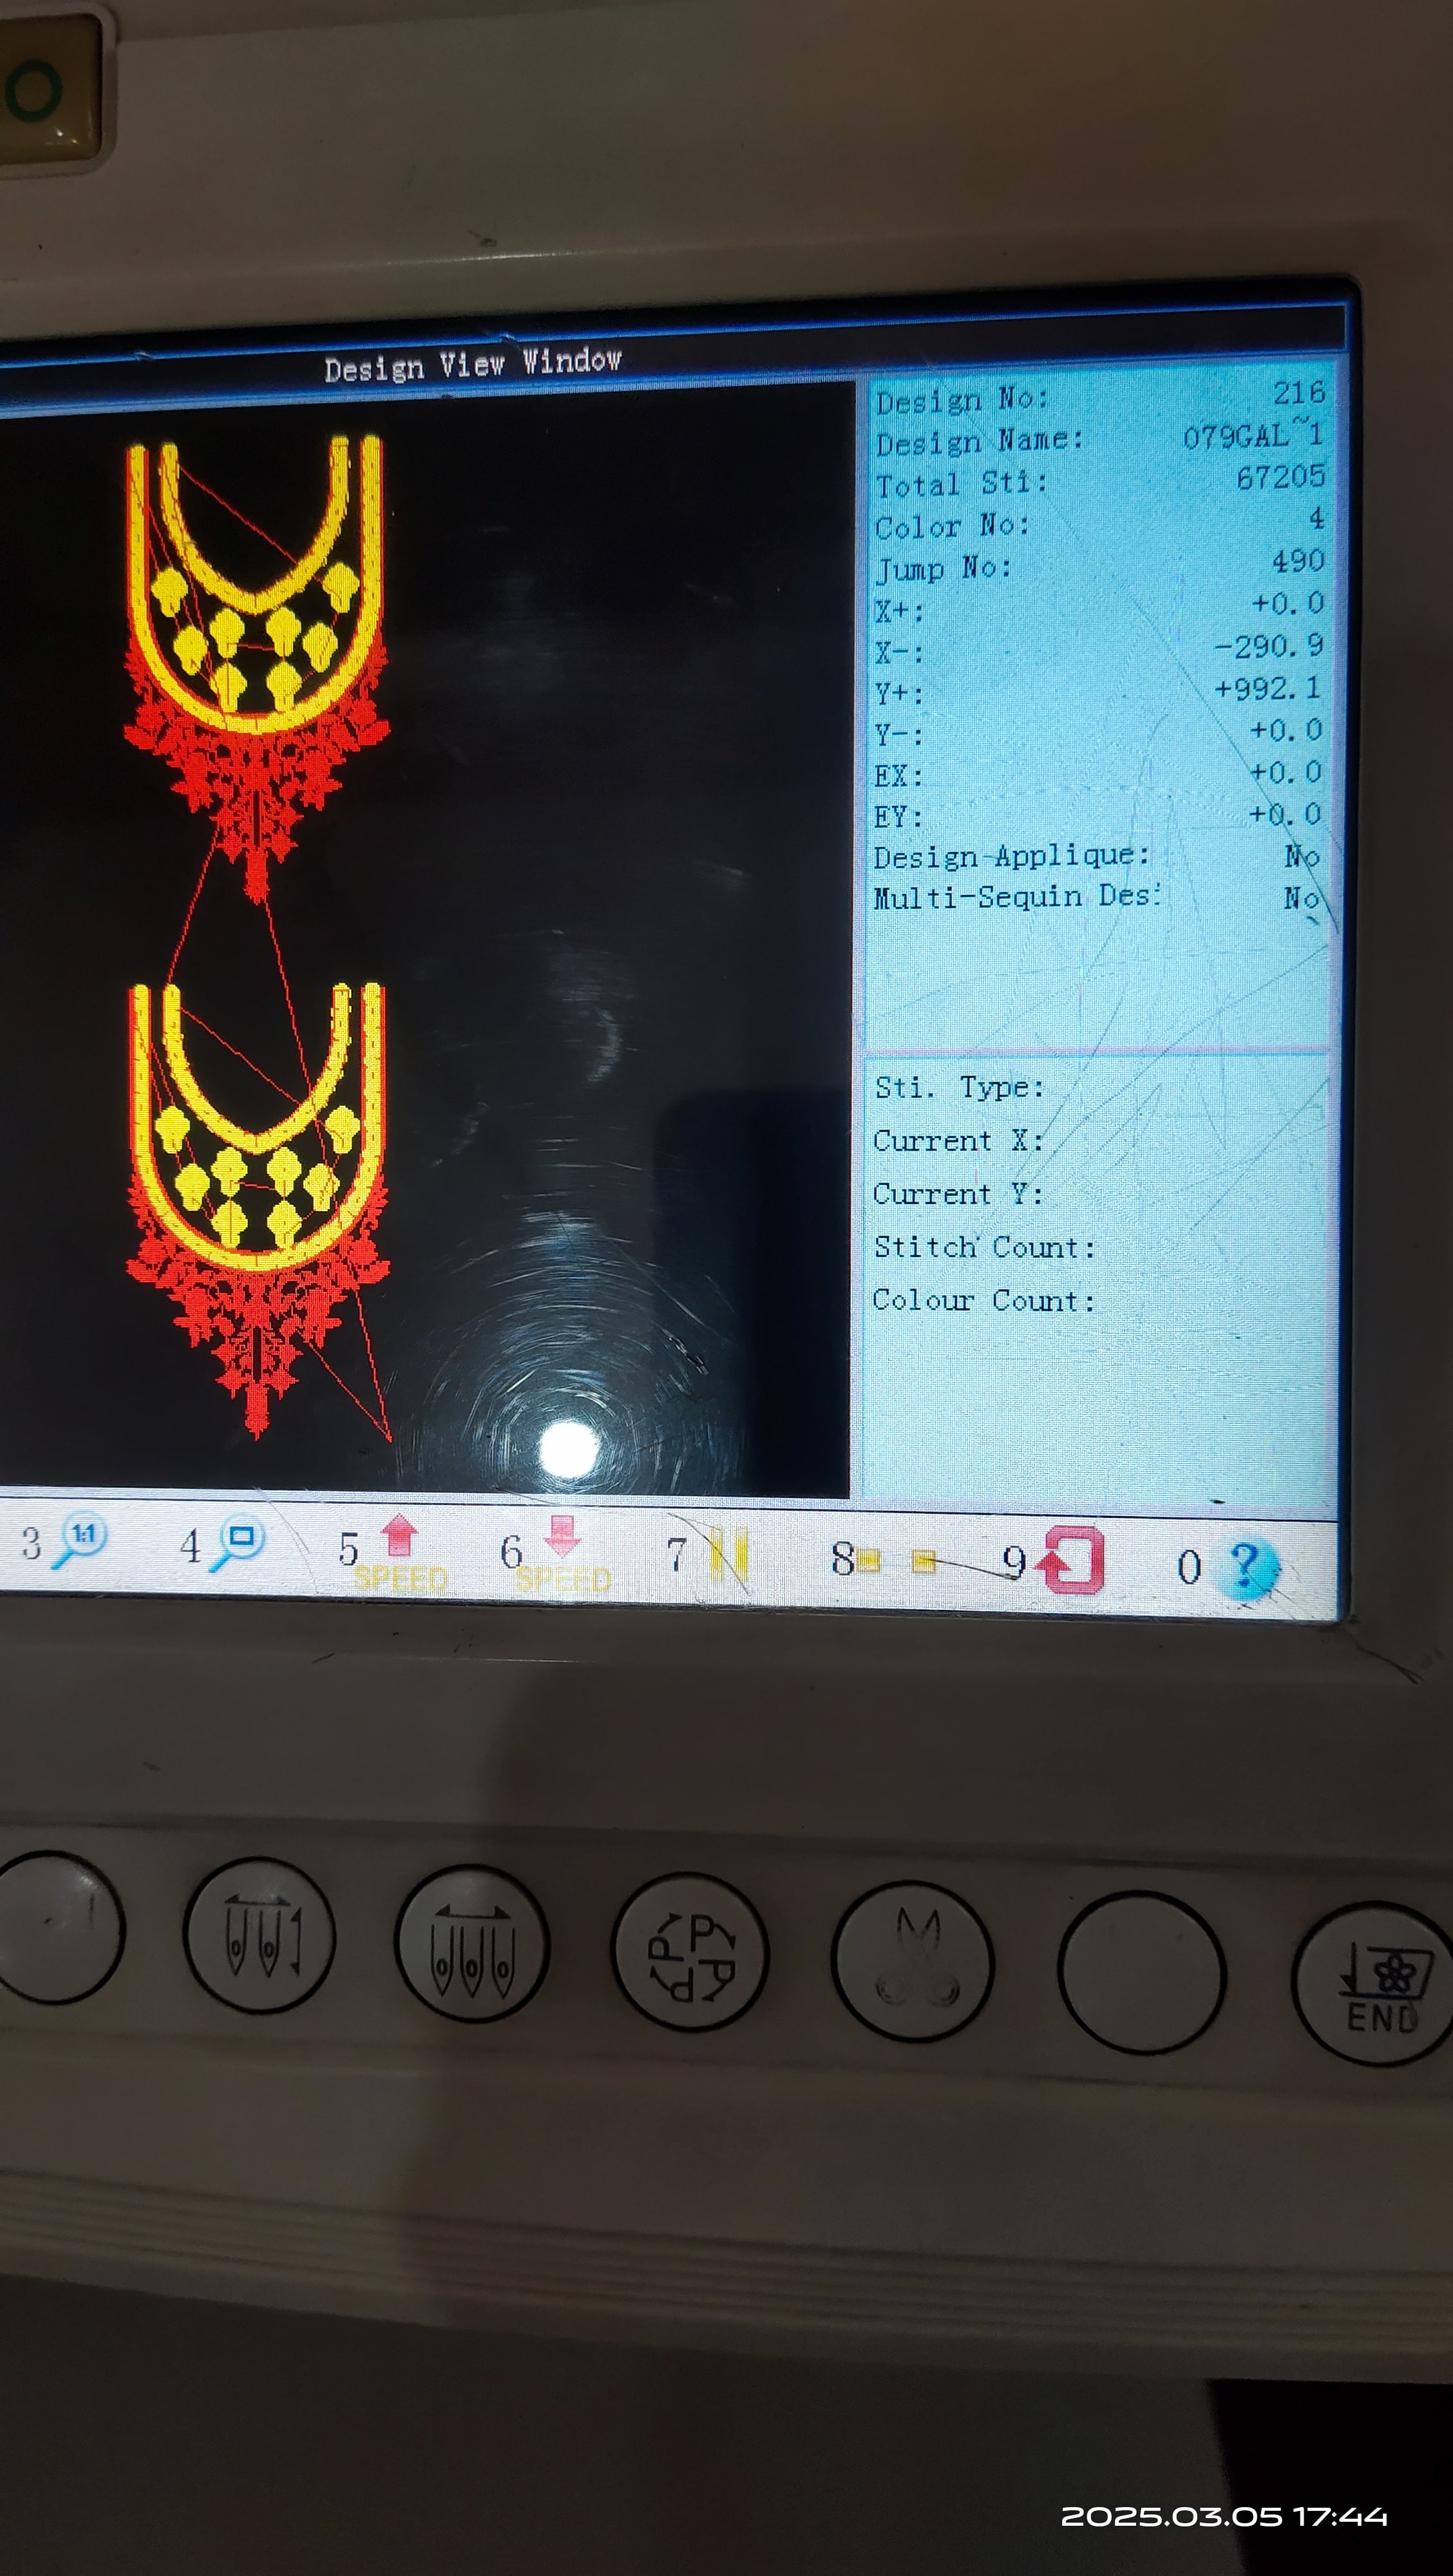 Design View Window
Design No: 216
Design Name: 079GAL~1
Total Sti: 67205
Color No: 4
Jump No: 490
X+: +0.0
X-: -290.9
Y+: +992.1
Y-: +0.0
EX: +0.0
EY: +0.0
Design-Applique: No
Multi-Sequin Des: No
Sti. Type:
Current X:
Current Y:
Stitch Count:
Colour Count:
3 1:1 4 5 SPEED 6 SPEED 7 8 9 0 ?
P P P P
END
2025.03.05 17:44